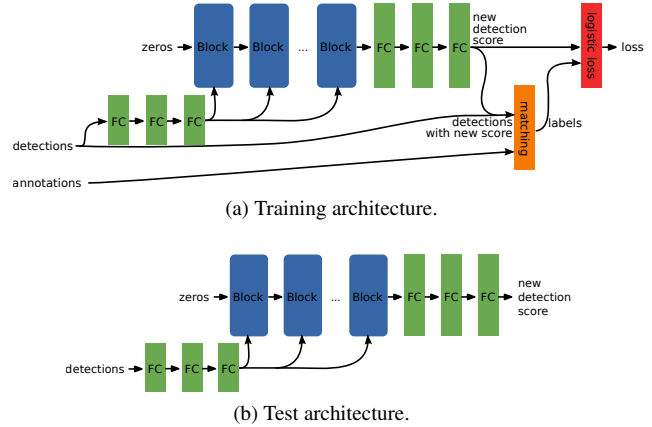 new
detection
score
zeros
Block
Block
...
Block
FC
FC
FC
logistic loss
loss
FC
FC
FC
detections
with new score
matching
labels
detections
annotations
(a) Training architecture.
zeros
Block
Block
...
Block
FC
FC
FC
new
detection
score
detections
FC
FC
FC
(b) Test architecture.